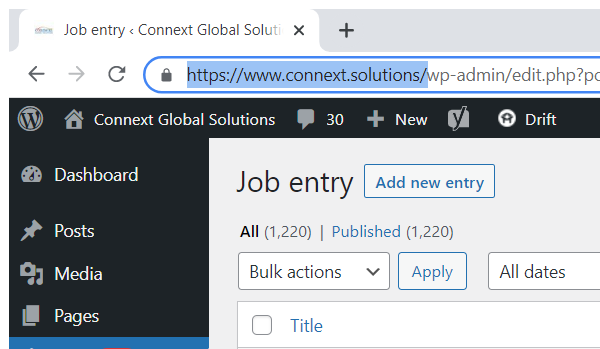 Job entry ‹ Connext Global Soluti
https://www.connext.solutions/wp-admin/edit.php?po
Connext Global Solutions 30 New Drift
Dashboard
Posts
Media
Pages
Job entry Add new entry
All (1,220) | Published (1,220)
Bulk actions Apply All dates
Title